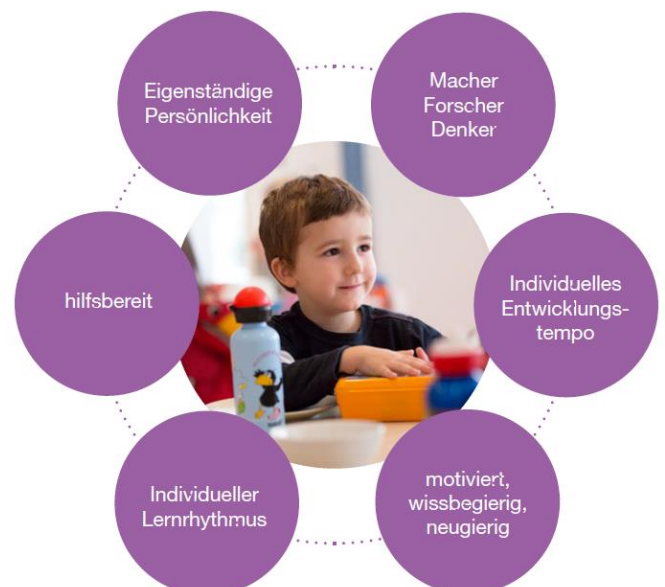 Eigenständige
Persönlichkeit
Macher
Forscher
Denker
hilfsbereit
Individuelles
Entwicklungs-
tempo
Individueller
Lernrhythmus
motiviert,
wissbegierig,
neugierig